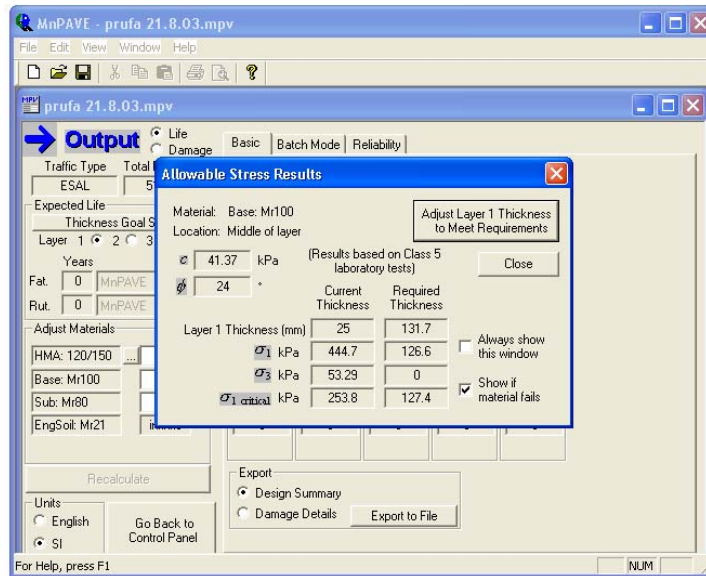 MnPAVE - prufa 21.8.03.mpv
File Edit View Window Help
MPV prufa 21.8.03.mpv
Output
Life
Damage
Basic
Batch Mode
Reliability
Traffic Type
Total
ESAL
Expected Life
Thickness Goal S
Layer 1 2 3
Years
Fat. 0 MnPAVE
Rut. 0 MnPAVE
Adjust Materials
HMA: 120/150 ...
Base: Mr100
Sub: Mr80
EngSoil: Mr21
Recalculate
Units
English
SI
Go Back to
Control Panel
Allowable Stress Results
Material: Base: Mr100
Location: Middle of layer
Adjust Layer 1 Thickness
to Meet Requirements
c 41.37 kPa
(Results based on Class 5
laboratory tests)
Close
ϕ 24 °
Current
Thickness
Required
Thickness
Layer 1 Thickness (mm) 25 131.7
σ1 kPa 444.7 126.6
σ3 kPa 53.29 0
σ1 critical kPa 253.8 127.4
Always show
this window
Show if
material fails
Export
Design Summary
Damage Details
Export to File
For Help, press F1
NUM